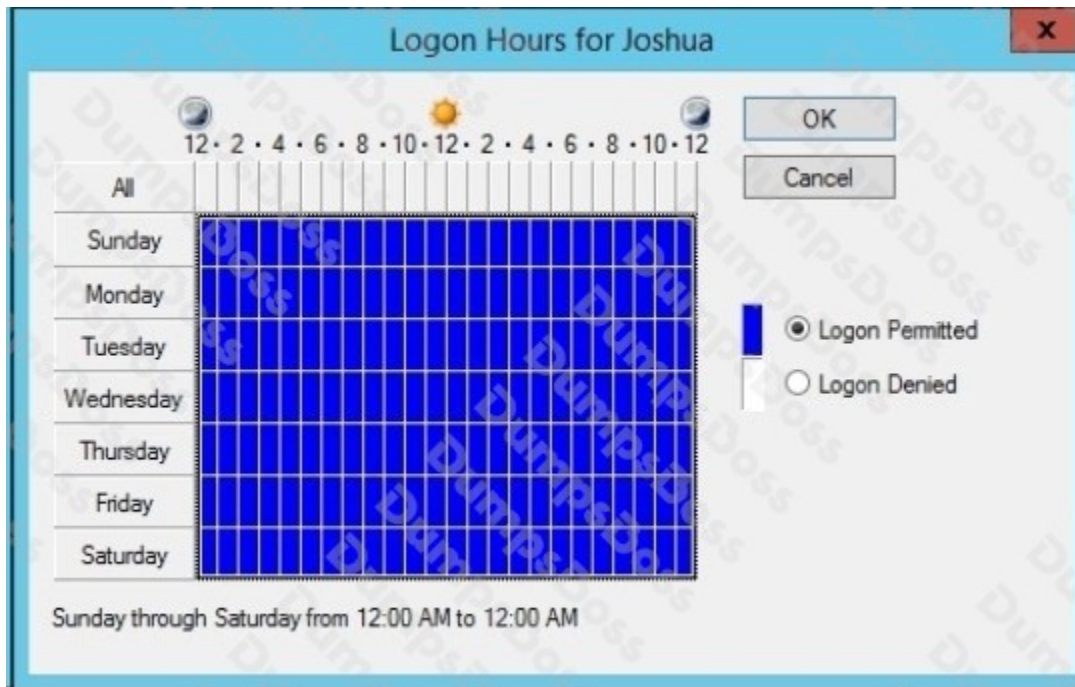 Logon Hours for Joshua
x
12 · 2 · 4 · 6 · 8 · 10 · 12 · 2 · 4 · 6 · 8 · 10 · 12
OK
Cancel
All
Sunday
Monday
Tuesday
Wednesday
Thursday
Friday
Saturday
Logon Permitted
Logon Denied
Sunday through Saturday from 12:00 AM to 12:00 AM
DumpsDoss